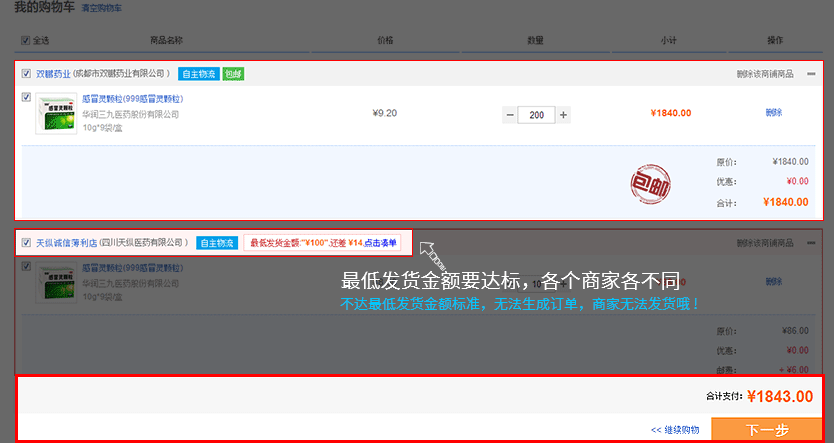 我的购物车 清空购物车
全选 商品名称 价格 数量 小计 操作
双鹏药业 (成都市双鹏药业有限公司 ) 自主物流 包邮 删除该商铺商品
感冒灵颗粒(999感冒灵颗粒)
华润三九医药股份有限公司
10g*9袋/盒
¥9.20 − 200 + ¥1840.00 删除
包邮
原价： ¥1840.00
优惠： ¥0.00
合计： ¥1840.00
天纵诚信薄利店 (四川天纵医药有限公司 ) 自主物流 最低发货金额:"¥100".还差 ¥14,点击凑单 删除该商铺商品
感冒灵颗粒(999感冒灵颗粒)
华润三九医药股份有限公司
10g*9袋/盒
删除
最低发货金额要达标，各个商家各不同
不达最低发货金额标准，无法生成订单，商家无法发货哦！
原价： ¥86.00
优惠： ¥0.00
邮费： + ¥6.00
合计支付: ¥1843.00
<< 继续购物 下一步